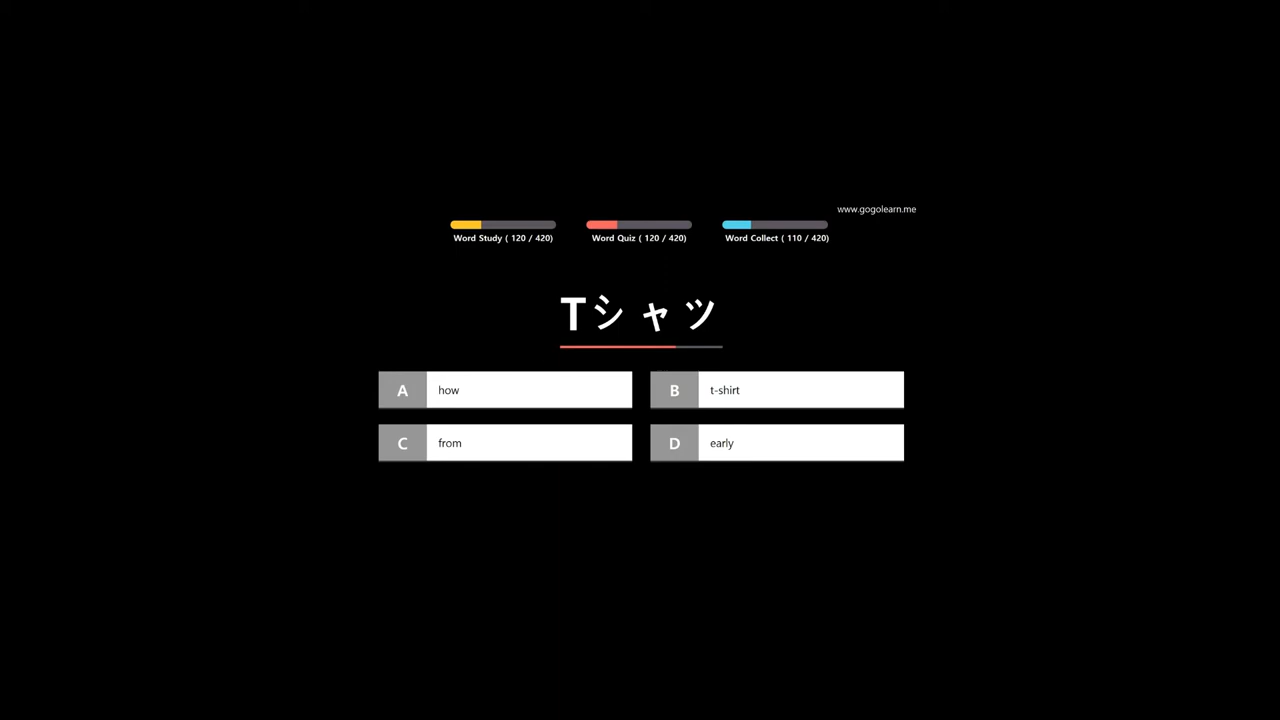 www.gogolearn.me
Word Study ( 120 / 420)
Word Quiz ( 120 / 420)
Word Collect ( 110 / 420)
Tシャツ
A how
B t-shirt
C from
D early